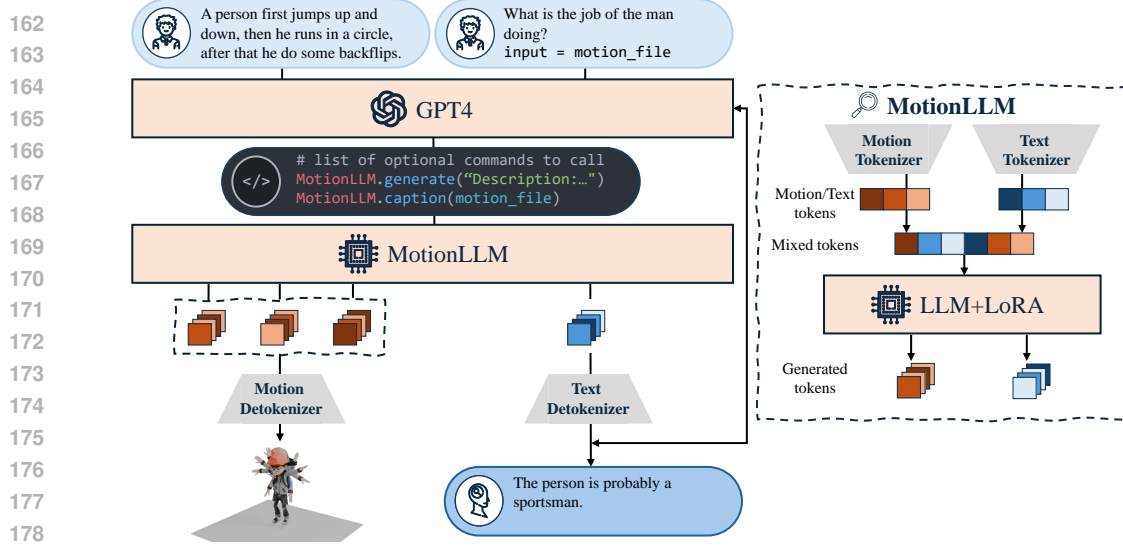 162
163
164
165
166
167
168
169
170
171
172
173
174
175
176
177
178
A person first jumps up and
down, then he runs in a circle,
after that he do some backflips.
What is the job of the man
doing?
input = motion_file
GPT4
</>
# list of optional commands to call
MotionLLM.generate(“Description:…")
MotionLLM.caption(motion_file)
MotionLLM
Motion
Detokenizer
Text
Detokenizer
The person is probably a
sportsman.
MotionLLM
Motion
Tokenizer
Text
Tokenizer
Motion/Text
tokens
Mixed tokens
LLM+LoRA
Generated
tokens